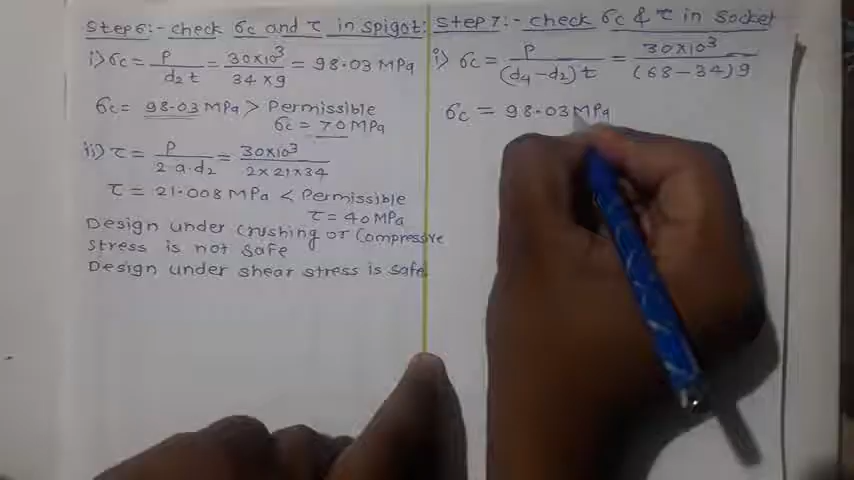 Step 6:- check σc and τ in spigot:
i) σc = P / d2 t = 30×10³ / 34×9 = 98.03 MPa
σc = 98.03 MPa > Permissible
σc = 70 MPa
ii) τ = P / 2·a·d2 = 30×10³ / 2×21×34
τ = 21.008 MPa < Permissible
τ = 40 MPa
Design under crushing or compressive
stress is not safe
Design under shear stress is safe
Step 7:- check σc & τ in socket
i) σc = P / (d4-d2) t = 30×10³ / (68-34) 9
σc = 98.03 MPa